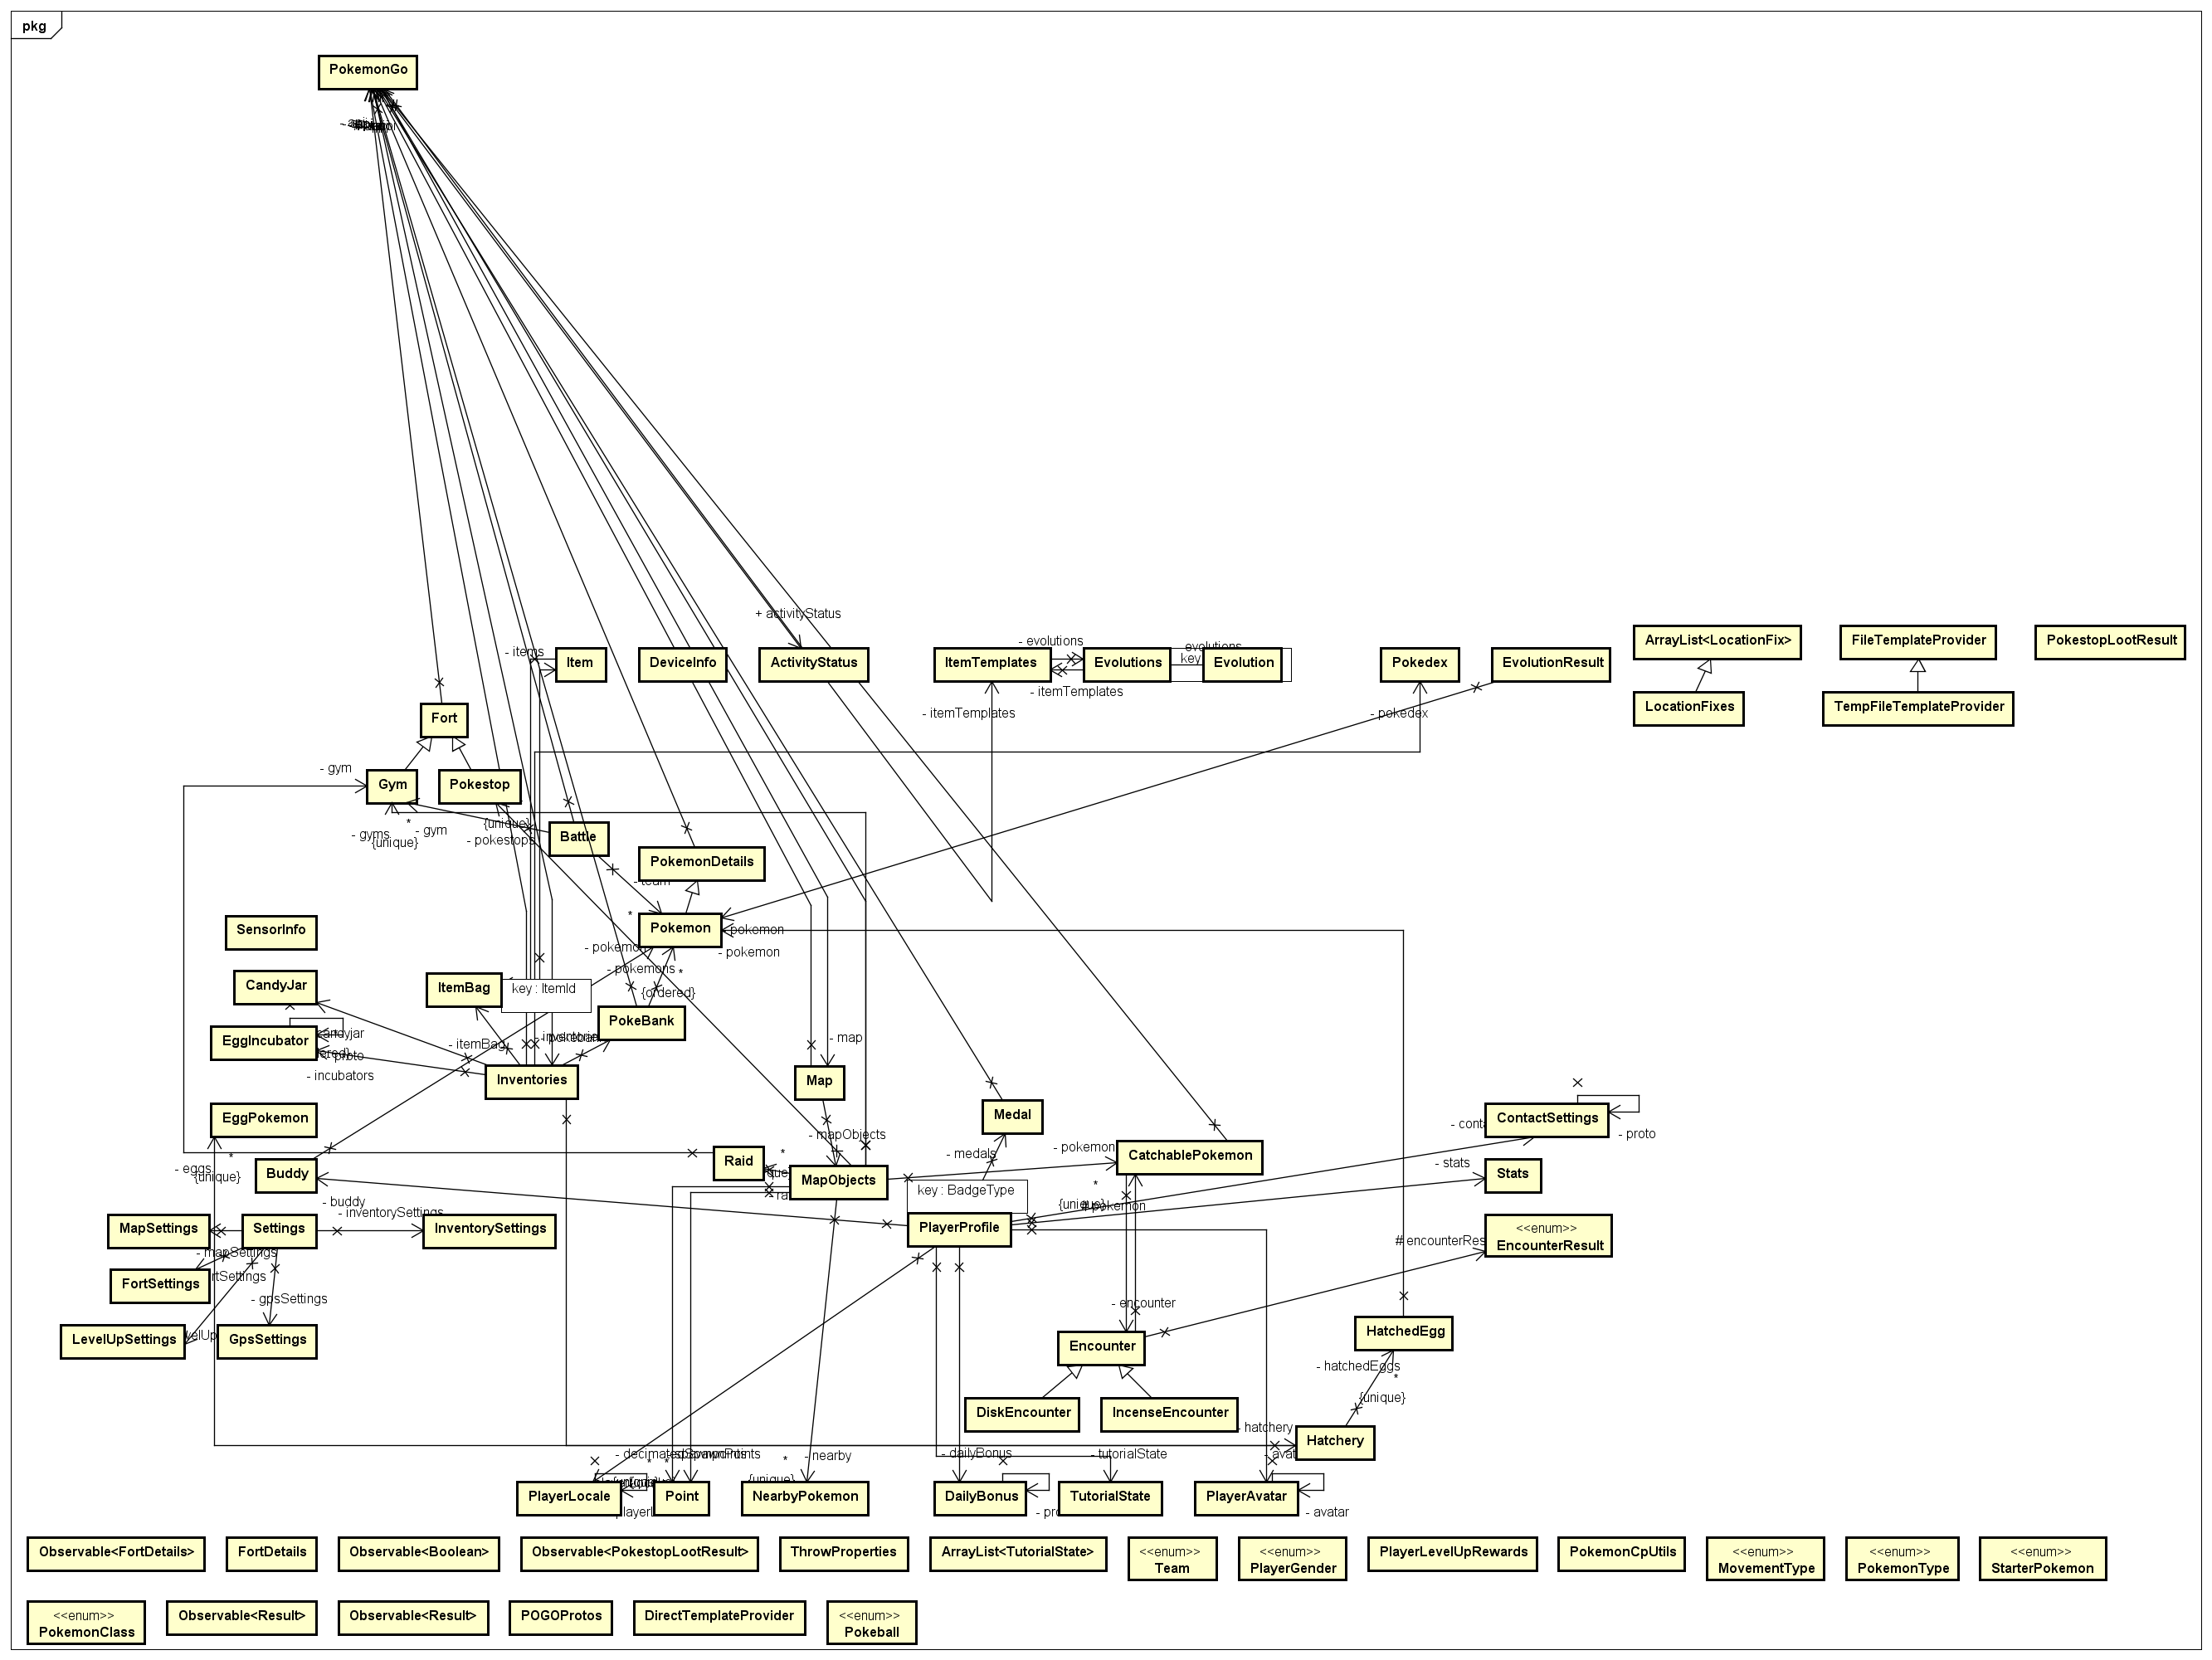 pkg
PokemonGo
+ activityStatus
- items
Item
DeviceInfo
ActivityStatus
- evolutions
ItemTemplates
Evolutions
evolutions
key
Evolution
- itemTemplates
- itemTemplates
Pokedex
- pokedex
EvolutionResult
ArrayList<LocationFix>
LocationFixes
FileTemplateProvider
TempFileTemplateProvider
PokestopLootResult
Fort
- gym
Gym
Pokestop
* - gym
- gyms
{unique}
{unique}
- pokestops
Battle
- team
*
PokemonDetails
Pokemon
- pokemon
- pokemon
- pokemon
- pokemons
*
{ordered}
SensorInfo
CandyJar
ItemBag
key : ItemId
PokeBank
EggIncubator
- proto
- incubators
- itemBag
Inventories
- map
Map
- mapObjects
Medal
- medals
EggPokemon
- eggs
*
{unique}
Buddy
- buddy
Raid
*
MapObjects
- pokemon
CatchablePokemon
*
{unique}
# pokemon
key : BadgeType
PlayerProfile
ContactSettings
- proto
- stats
Stats
<<enum>>
EncounterResult
MapSettings
Settings
- inventorySettings
InventorySettings
- mapSettings
FortSettings
- gpsSettings
LevelUpSettings
GpsSettings
- encounter
Encounter
HatchedEgg
- hatchedEggs
*
{unique}
DiskEncounter
IncenseEncounter
- hatchery
Hatchery
- nearby
*
{unique}
- dailyBonus
- tutorialState
PlayerLocale
Point
NearbyPokemon
DailyBonus
TutorialState
PlayerAvatar
- avatar
Observable<FortDetails>
FortDetails
Observable<Boolean>
Observable<PokestopLootResult>
ThrowProperties
ArrayList<TutorialState>
<<enum>>
Team
<<enum>>
PlayerGender
PlayerLevelUpRewards
PokemonCpUtils
<<enum>>
MovementType
<<enum>>
PokemonType
<<enum>>
StarterPokemon
<<enum>>
PokemonClass
Observable<Result>
Observable<Result>
POGOProtos
DirectTemplateProvider
<<enum>>
Pokeball